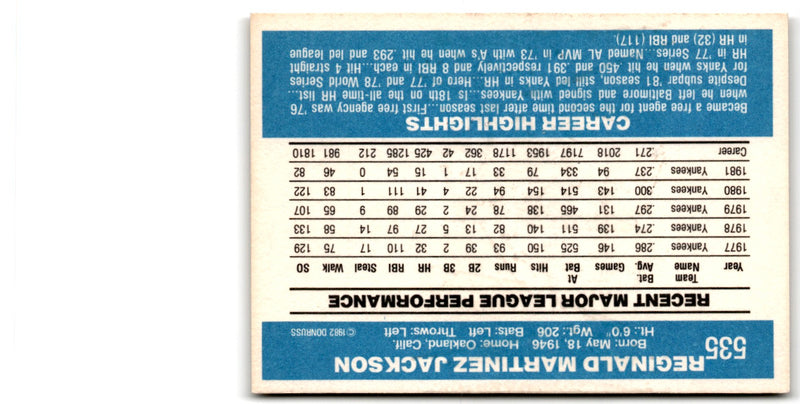 535 REGINALD MARTINEZ JACKSON
Born: May 18, 1946 Home: Oakland, Calif.
Ht.: 6'0" Wgt.: 206 Bats: Left Throws: Left ©1982 DONRUSS
RECENT MAJOR LEAGUE PERFORMANCE
Year Team Name Bat. Avg. Games At Bat Hits Runs 2B 3B HR RBI Steal Walk SO
1977 Yankees .286 146 525 150 93 39 2 32 110 17 75 129
1978 Yankees .274 139 511 140 82 13 5 27 97 14 58 133
1979 Yankees .297 131 465 138 78 24 2 29 89 9 65 107
1980 Yankees .300 143 514 154 94 22 4 41 111 1 83 122
1981 Yankees .237 94 334 79 33 17 1 15 54 0 46 82
Career .271 2018 7197 1953 1178 362 42 425 1285 212 981 1810
CAREER HIGHLIGHTS
Became a free agent for the second time after last season...First free agency was '76
when he left Baltimore and signed with Yankees...Is 18th on the all-time HR list...
Despite subpar '81 season, still led Yanks in HR...Hero of '77 and '78 World Series
for Yanks when he hit .450 and .391 respectively and 8 RBI in each...Hit 4 straight
HR in '77 Series...Named AL MVP in '73 with A's when he hit .293 and led league
in HR (32) and RBI (117).